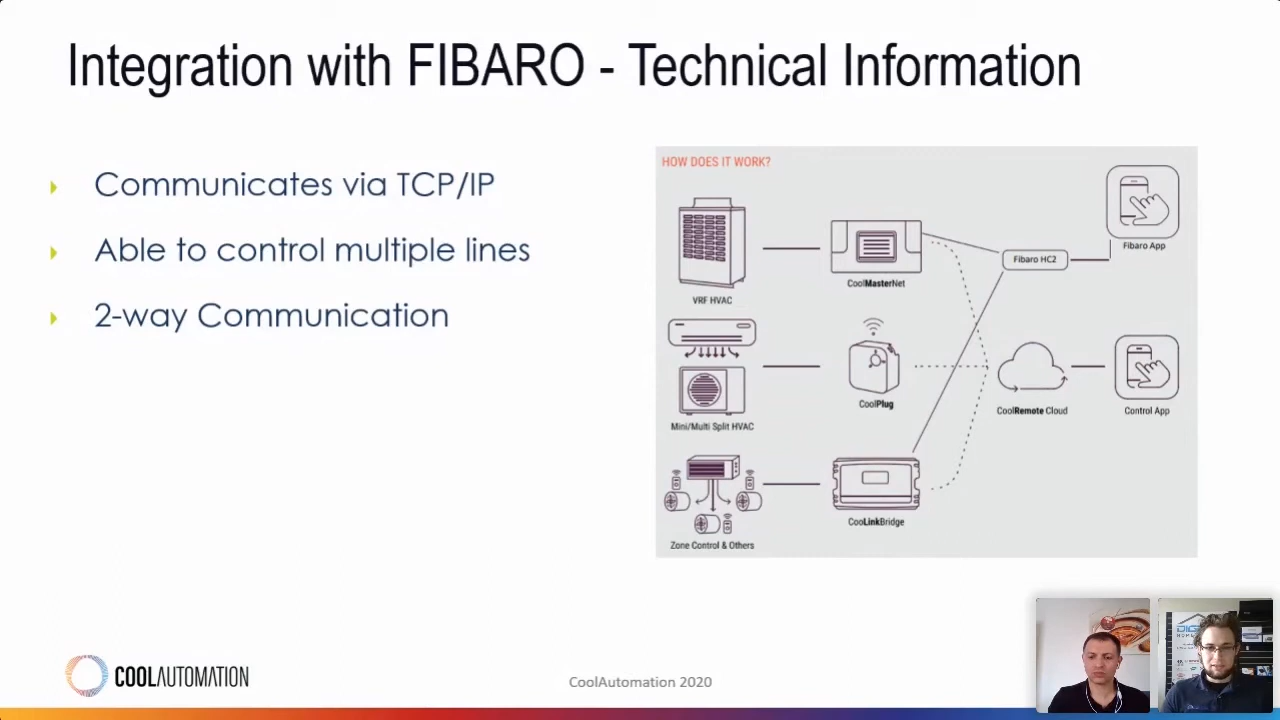 Integration with FIBARO - Technical Information
Communicates via TCP/IP
Able to control multiple lines
2-way Communication
HOW DOES IT WORK?
VRF HVAC
CoolMasterNet
Fibaro HC2
Fibaro App
Mini/Multi Split HVAC
CoolPlug
CoolRemote Cloud
Control App
Zone Control & Others
CooLinkBridge
COOLAUTOMATION
CoolAutomation 2020